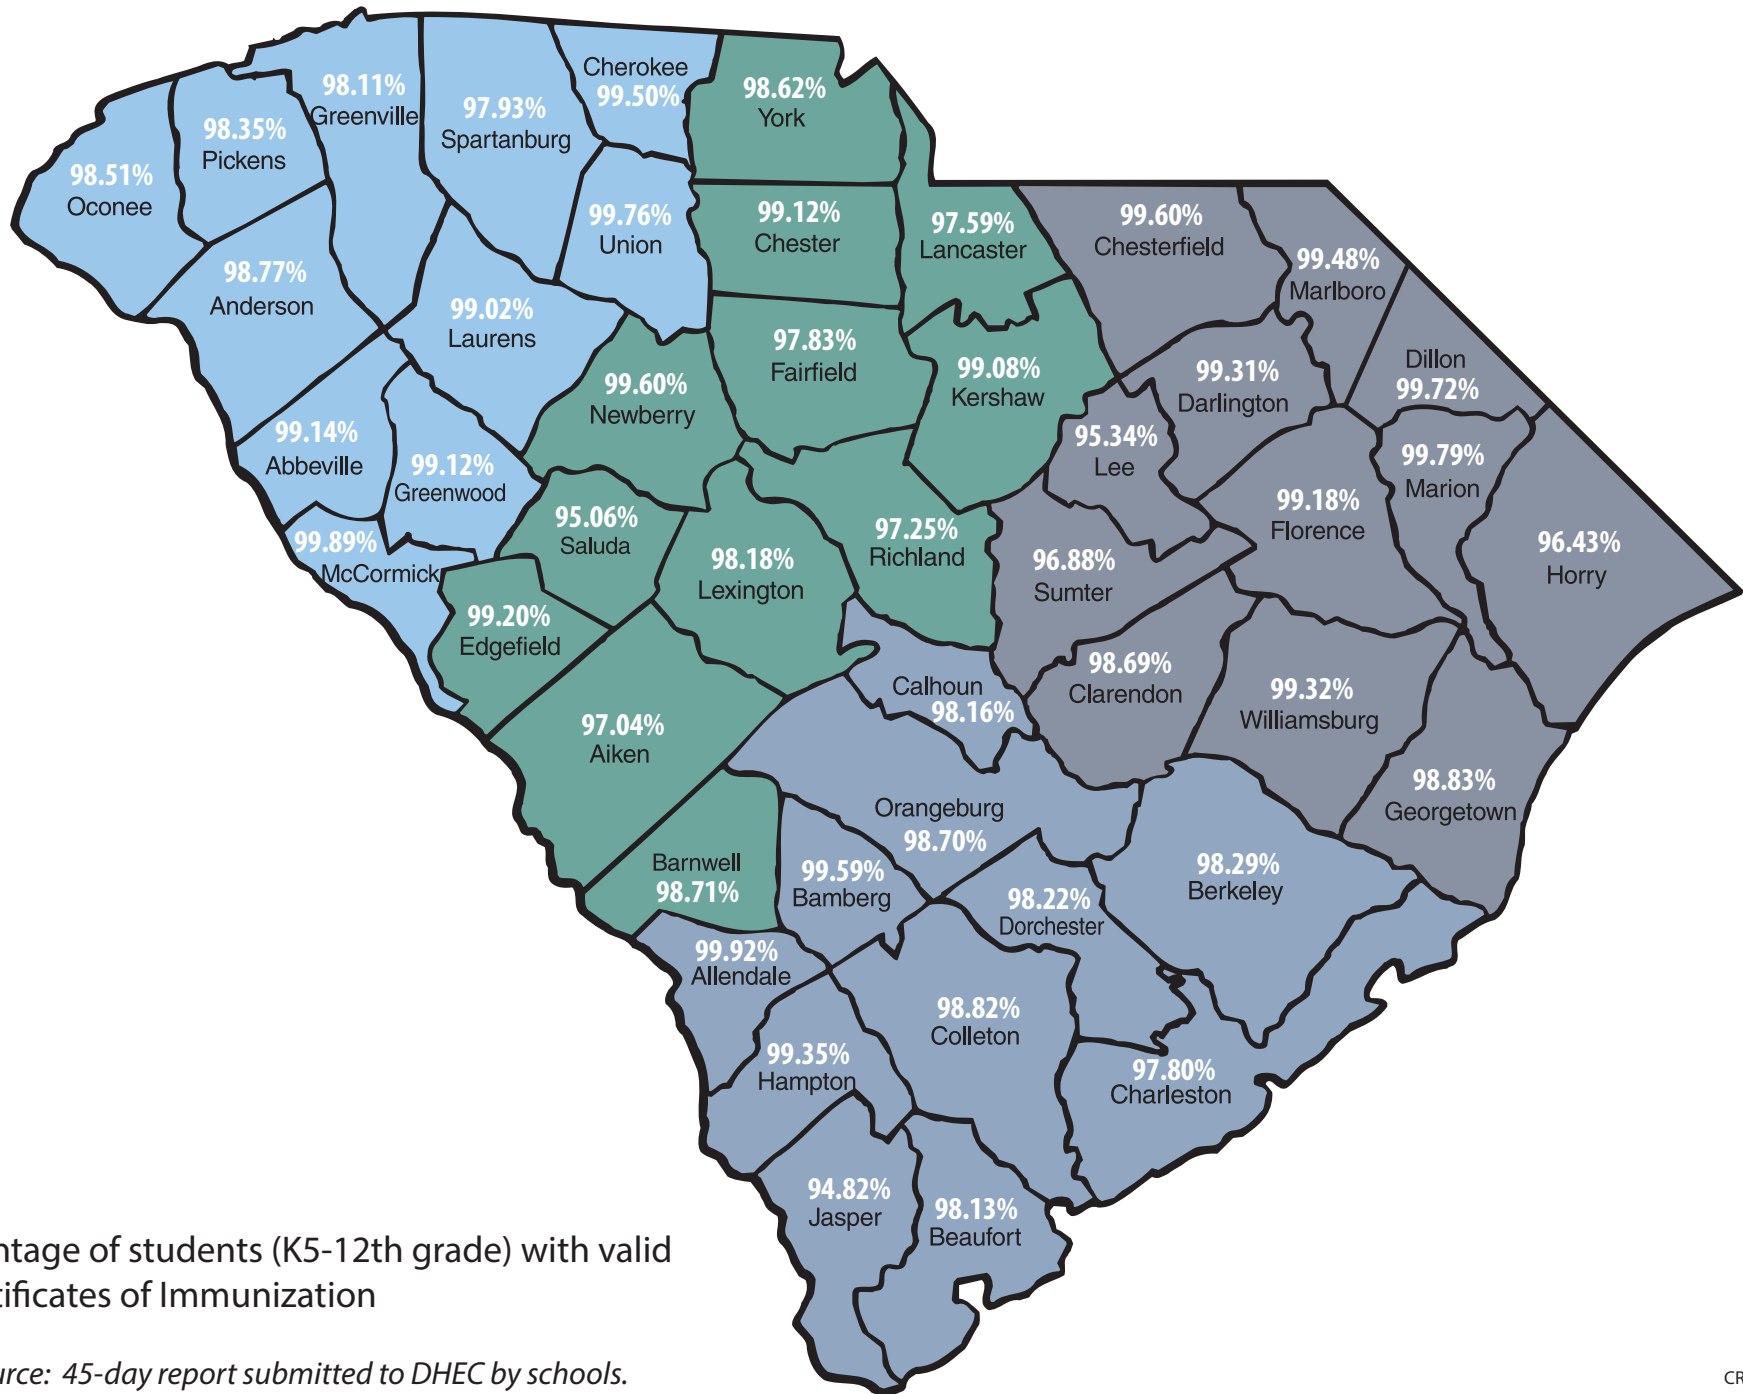 Cherokee
99.50%
98.11%
Greenville
97.93%
Spartanburg
98.62%
York
98.35%
Pickens
98.51%
Oconee
99.76%
Union
99.12%
Chester
97.59%
Lancaster
99.60%
Chesterfield
99.48%
Marlboro
98.77%
Anderson
99.02%
Laurens
97.83%
Fairfield
99.08%
Kershaw
99.31%
Darlington
Dillon
99.72%
99.60%
Newberry
99.14%
Abbeville
99.12%
Greenwood
95.34%
Lee
99.79%
Marion
99.18%
Florence
95.06%
Saluda
97.25%
Richland
98.18%
Lexington
99.89%
McCormick
96.88%
Sumter
96.43%
Horry
99.20%
Edgefield
Calhoun
98.16%
98.69%
Clarendon
99.32%
Williamsburg
97.04%
Aiken
98.83%
Georgetown
Orangeburg
98.70%
Barnwell
98.71%
99.59%
Bamberg
98.29%
Berkeley
98.22%
Dorchester
99.92%
Allendale
98.82%
Colleton
99.35%
Hampton
97.80%
Charleston
94.82%
Jasper
98.13%
Beaufort
ntage of students (K5-12th grade) with valid
tificates of Immunization
urce: 45-day report submitted to DHEC by schools.
CR